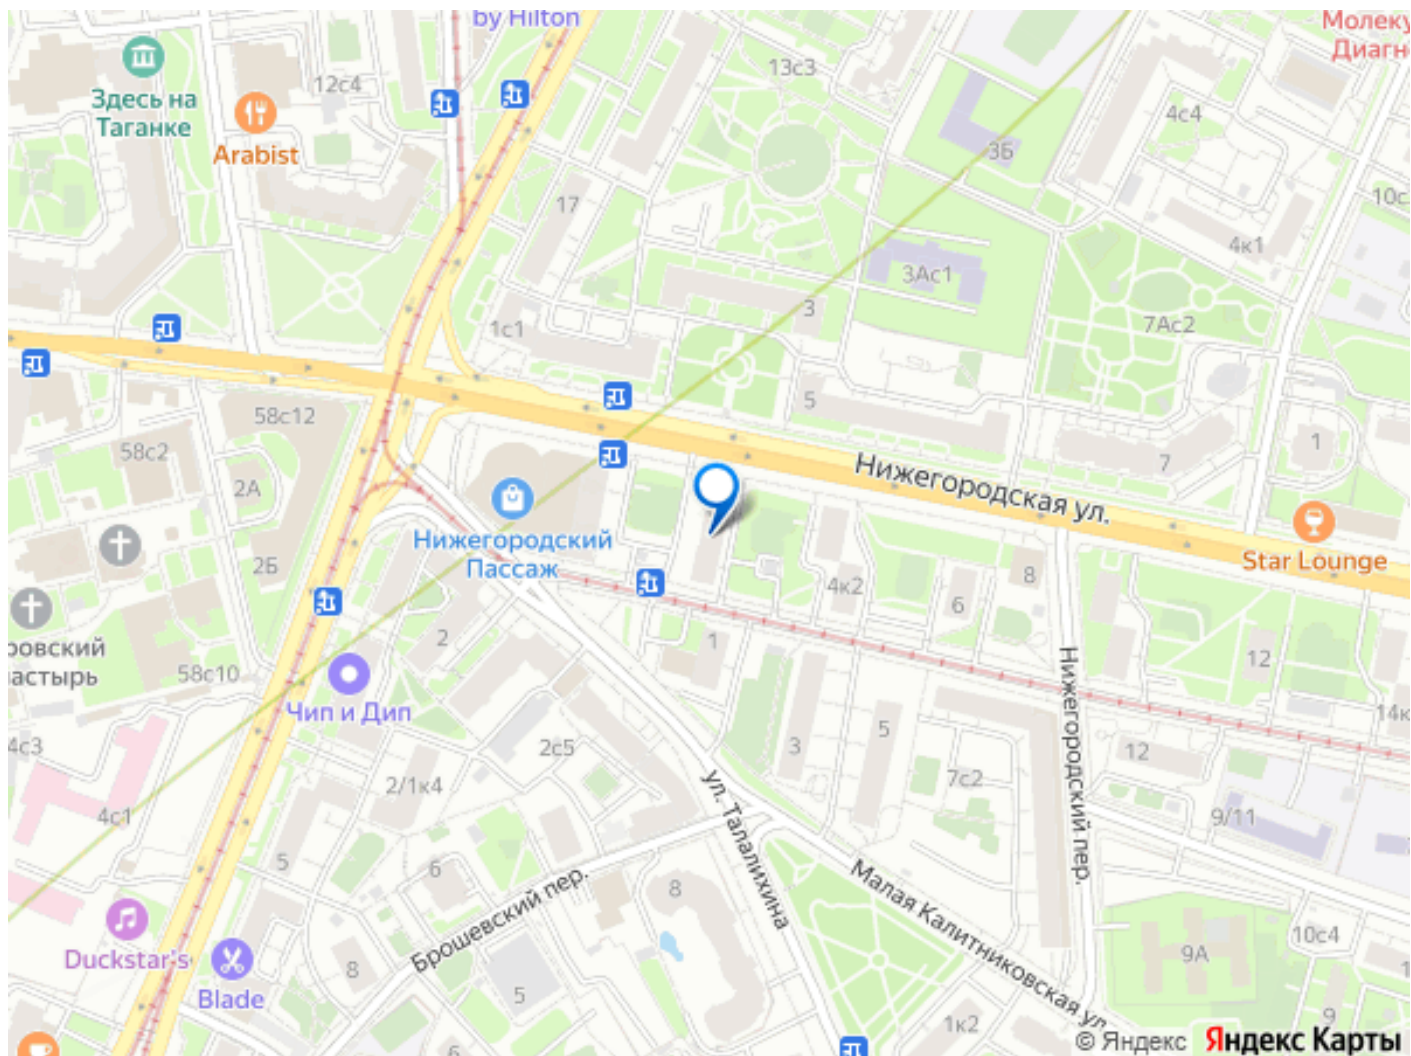 by Hilton
Молеку
Диагн
Здесь на
Таганке
12с4
13с3
4с4
Arabist
3Б
10с
17
4к1
3Ас1
7Ас2
3
1с1
5
58с12
58с2
1
7
2А
Нижегородская ул.
Нижегородский
Пассаж
Star Lounge
2Б
8
4к2
6
2
1
ровский
астырь
58с10
12
Нижегородский пер.
Чип и Дип
14к
4с3
2с5
3
5
12
2/1к4
7с2
ул. Талалихина
9/11
4с1
5
6
8
Брошевский пер.
Малая Калитниковская ул.
Duckstar's
8
9А
10с4
Blade
5
1
9
1к2
6
© Яндекс Яндекс Карты